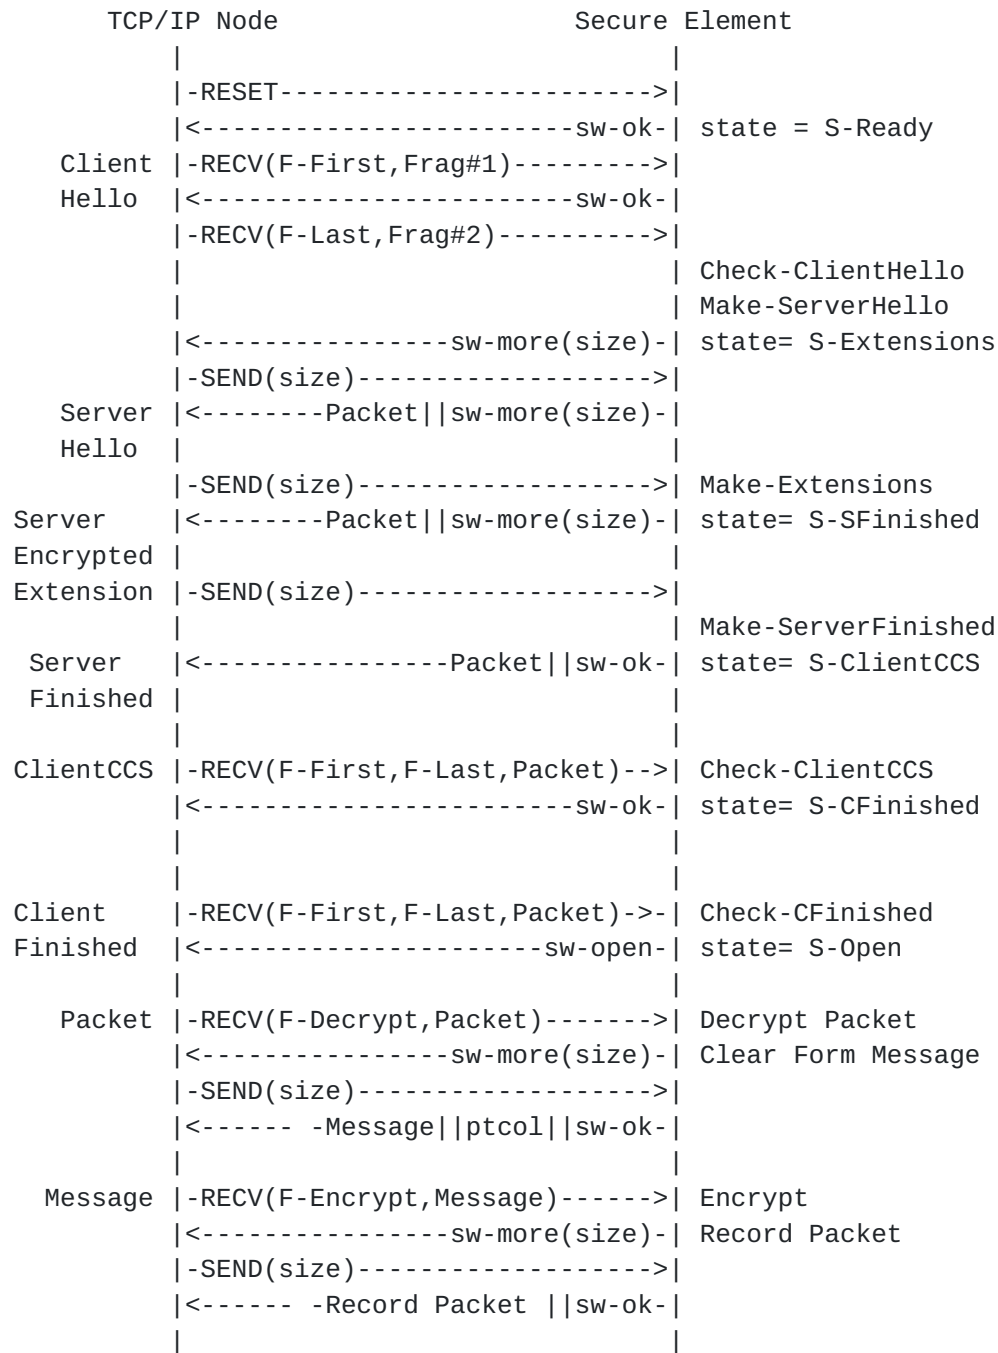 TCP/IP Node                   Secure Element
           |                               |
           |-RESET------------------------>|
           |<------------------------sw-ok-| state = S-Ready
    Client |-RECV(F-First,Frag#1)--------->|
    Hello  |<------------------------sw-ok-|
           |-RECV(F-Last,Frag#2)---------->|
           |                               | Check-ClientHello
           |                               | Make-ServerHello
           |<----------------sw-more(size)-| state= S-Extensions
           |-SEND(size)------------------->|
    Server |<--------Packet||sw-more(size)-|
    Hello  |                               |
           |-SEND(size)------------------->| Make-Extensions
 Server    |<--------Packet||sw-more(size)-| state= S-SFinished
 Encrypted |                               |
 Extension |-SEND(size)------------------->|
           |                               | Make-ServerFinished
  Server   |<----------------Packet||sw-ok-| state= S-ClientCCS
  Finished |                               |
           |                               |
 ClientCCS |-RECV(F-First,F-Last,Packet)-->| Check-ClientCCS
           |<------------------------sw-ok-| state= S-CFinished
           |                               |
           |                               |
 Client    |-RECV(F-First,F-Last,Packet)->-| Check-CFinished
 Finished  |<----------------------sw-open-| state= S-Open
           |                               |
    Packet |-RECV(F-Decrypt,Packet)------->| Decrypt Packet
           |<----------------sw-more(size)-| Clear Form Message
           |-SEND(size)------------------->|
           |<------ -Message||ptcol||sw-ok-|
           |                               |
   Message |-RECV(F-Encrypt,Message)------>| Encrypt
           |<----------------sw-more(size)-| Record Packet
           |-SEND(size)------------------->|
           |<------ -Record Packet ||sw-ok-|
           |                               |